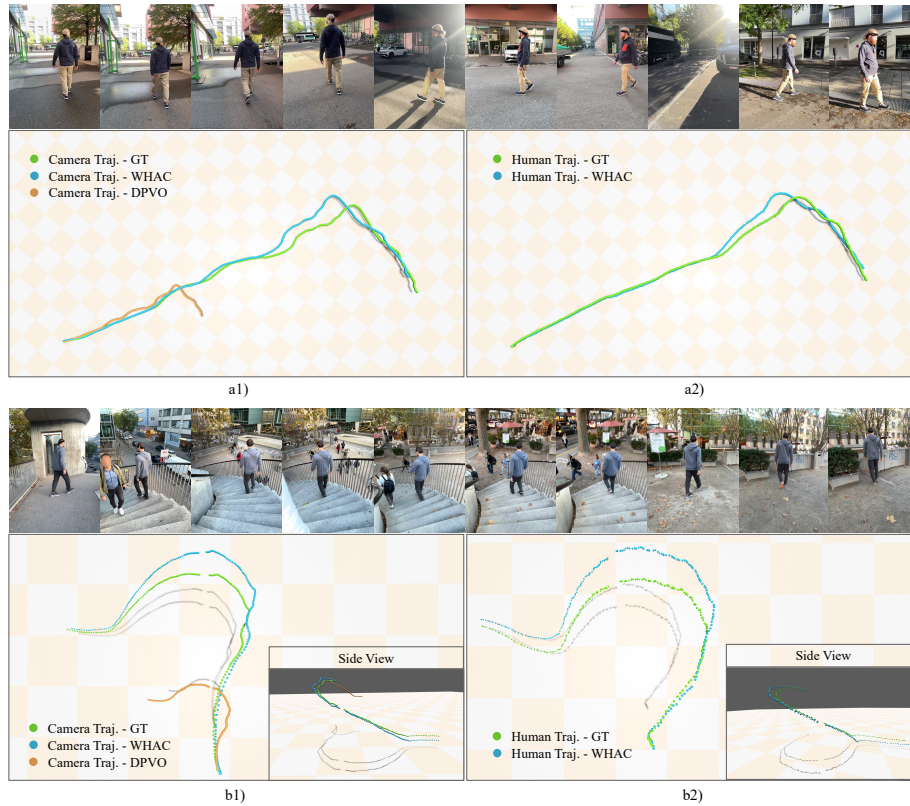 Camera Traj. - GT
Camera Traj. - WHAC
Camera Traj. - DPVO
Human Traj. - GT
Human Traj. - WHAC
a1)
a2)
Side View
Camera Traj. - GT
Camera Traj. - WHAC
Camera Traj. - DPVO
Side View
Human Traj. - GT
Human Traj. - WHAC
b1)
b2)